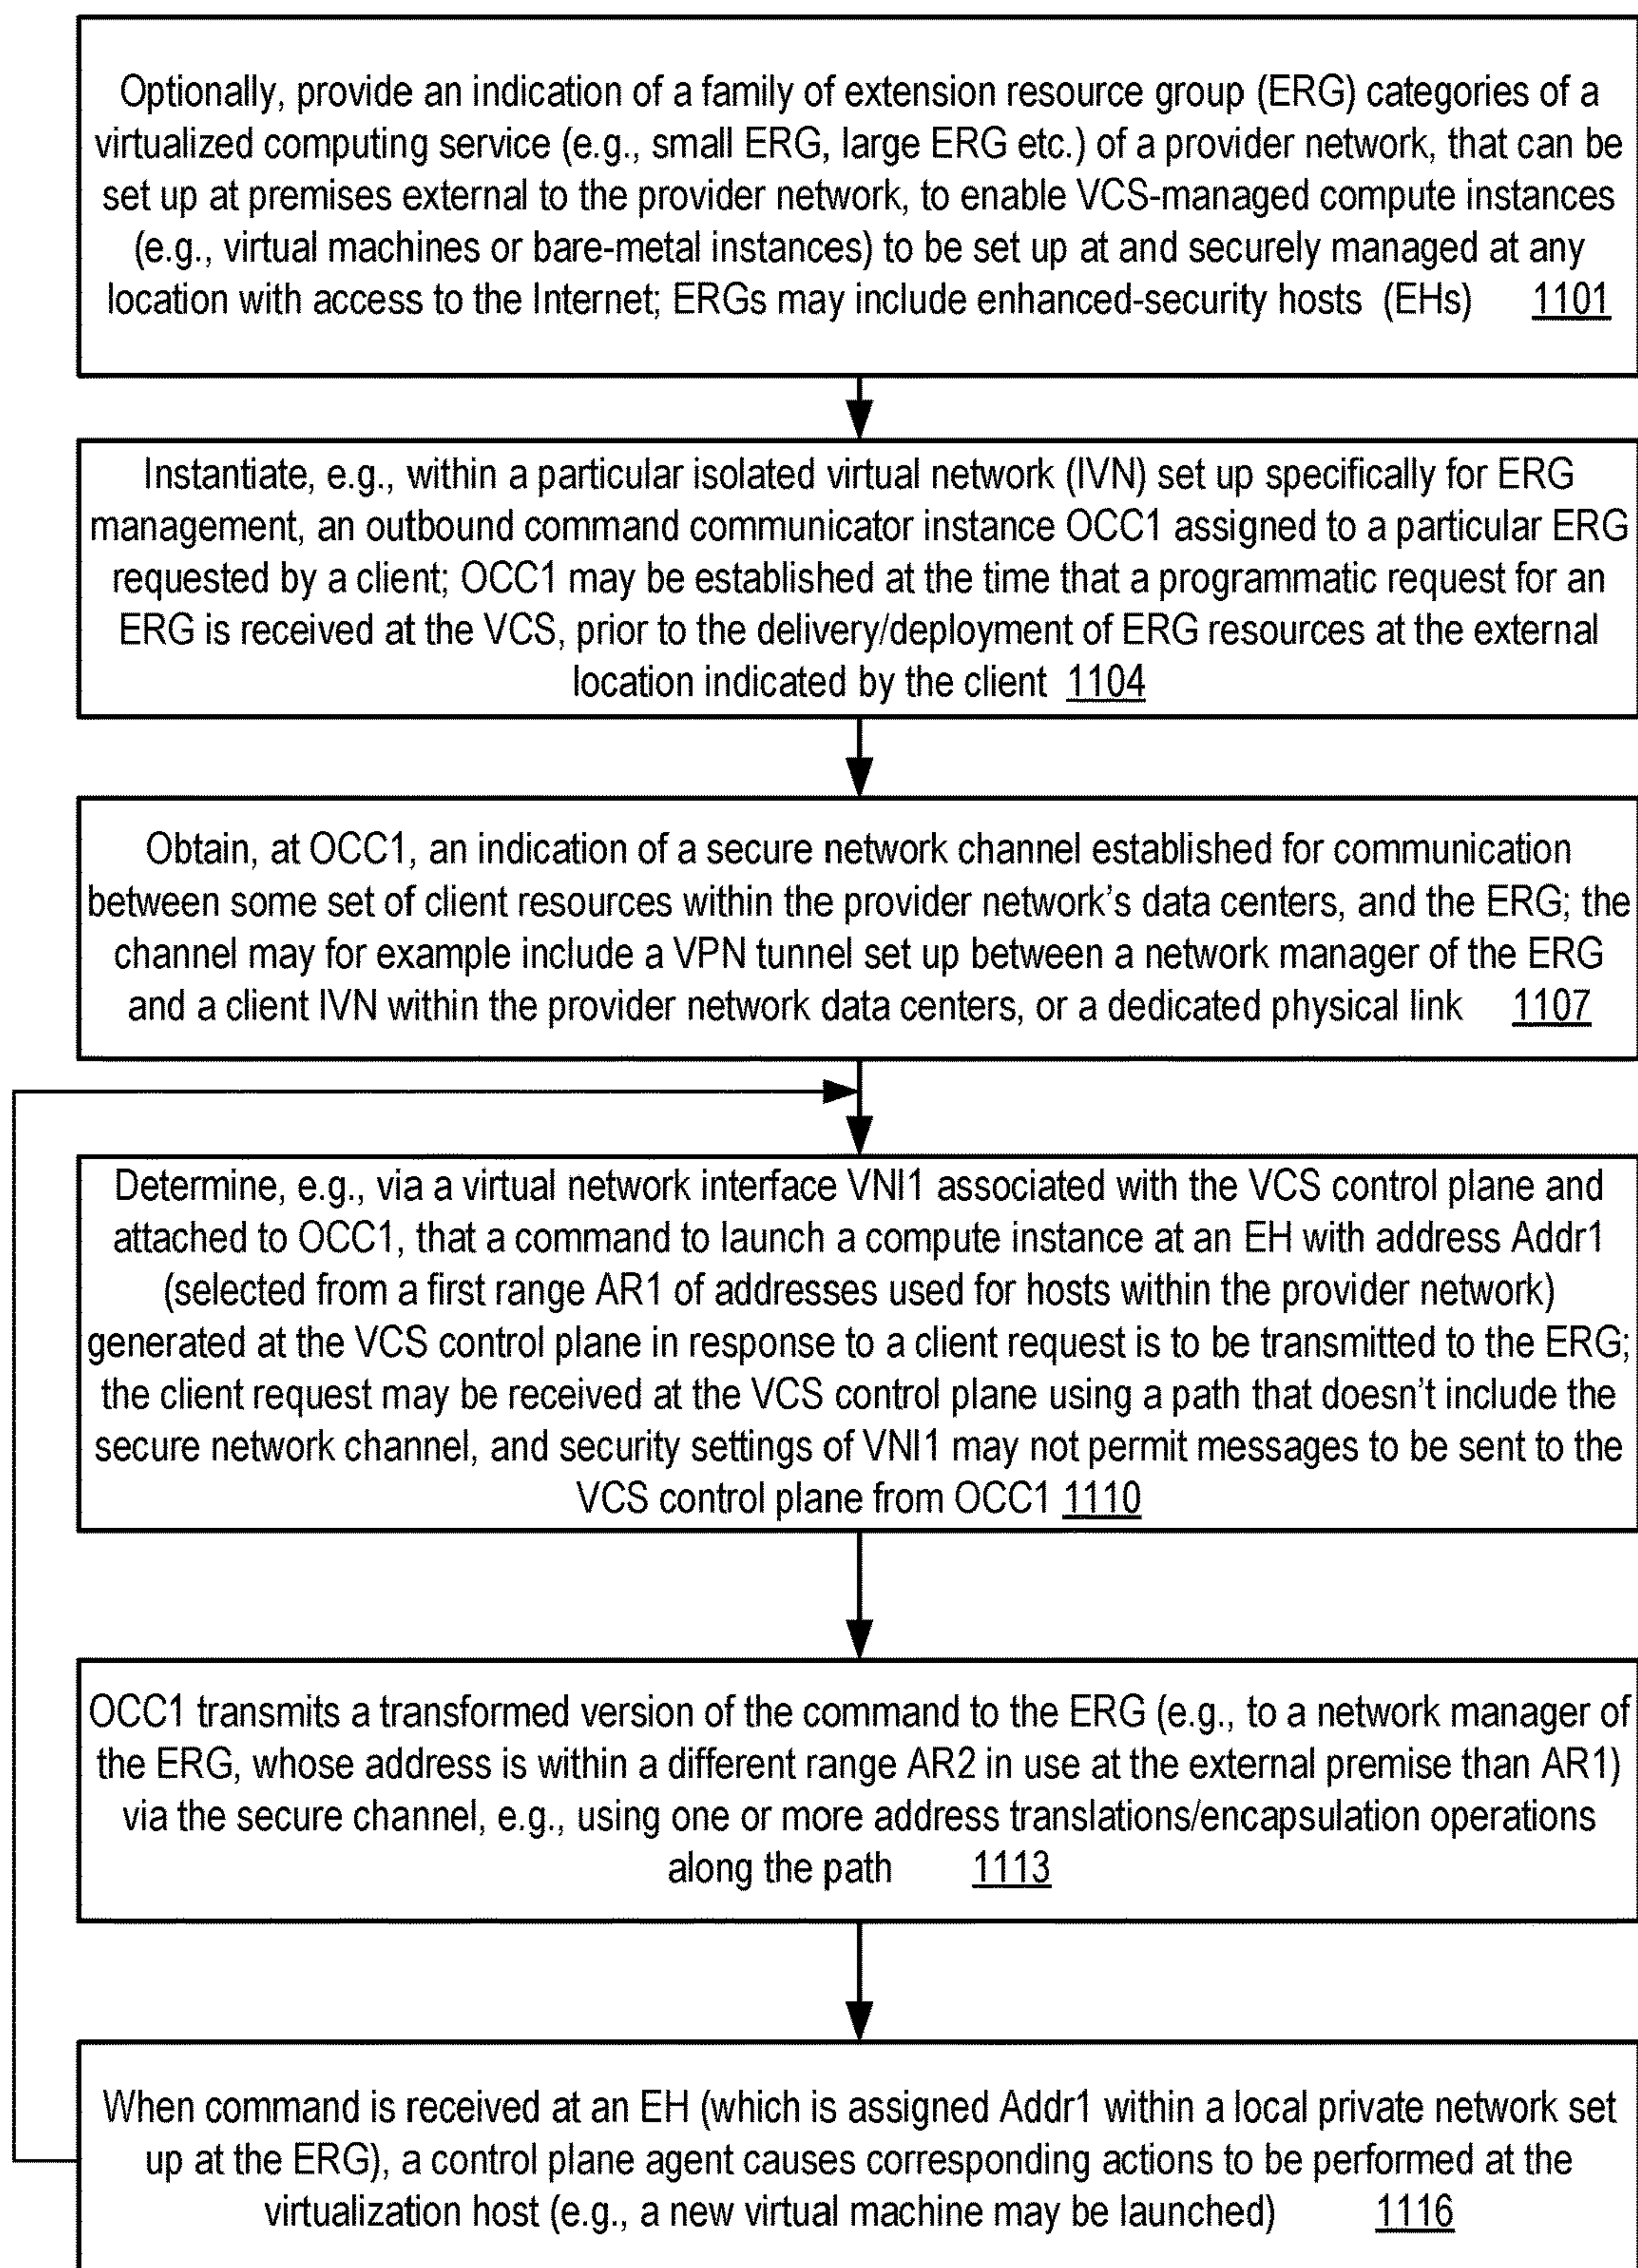 Optionally, provide an indication of a family of extension resource group (ERG) categories of a
virtualized computing service (e.g., small ERG, large ERG etc.) of a provider network, that can be
set up at premises external to the provider network, to enable VCS-managed compute instances
(e.g., virtual machines or bare-metal instances) to be set up at and securely managed at any
location with access to the Internet; ERGs may include enhanced-security hosts (EHs) 1101
Instantiate, e.g., within a particular isolated virtual network (IVN) set up specifically for ERG
management, an outbound command communicator instance OCC1 assigned to a particular ERG
requested by a client; OCC1 may be established at the time that a programmatic request for an
ERG is received at the VCS, prior to the delivery/deployment of ERG resources at the external
location indicated by the client 1104
Obtain, at OCC1, an indication of a secure network channel established for communication
between some set of client resources within the provider network’s data centers, and the ERG; the
channel may for example include a VPN tunnel set up between a network manager of the ERG
and a client IVN within the provider network data centers, or a dedicated physical link 1107
Determine, e.g., via a virtual network interface VNI1 associated with the VCS control plane and
attached to OCC1, that a command to launch a compute instance at an EH with address Addr1
(selected from a first range AR1 of addresses used for hosts within the provider network)
generated at the VCS control plane in response to a client request is to be transmitted to the ERG;
the client request may be received at the VCS control plane using a path that doesn’t include the
secure network channel, and security settings of VNI1 may not permit messages to be sent to the
VCS control plane from OCC1 1110
OCC1 transmits a transformed version of the command to the ERG (e.g., to a network manager of
the ERG, whose address is within a different range AR2 in use at the external premise than AR1)
via the secure channel, e.g., using one or more address translations/encapsulation operations
along the path 1113
When command is received at an EH (which is assigned Addr1 within a local private network set
up at the ERG), a control plane agent causes corresponding actions to be performed at the
virtualization host (e.g., a new virtual machine may be launched) 1116